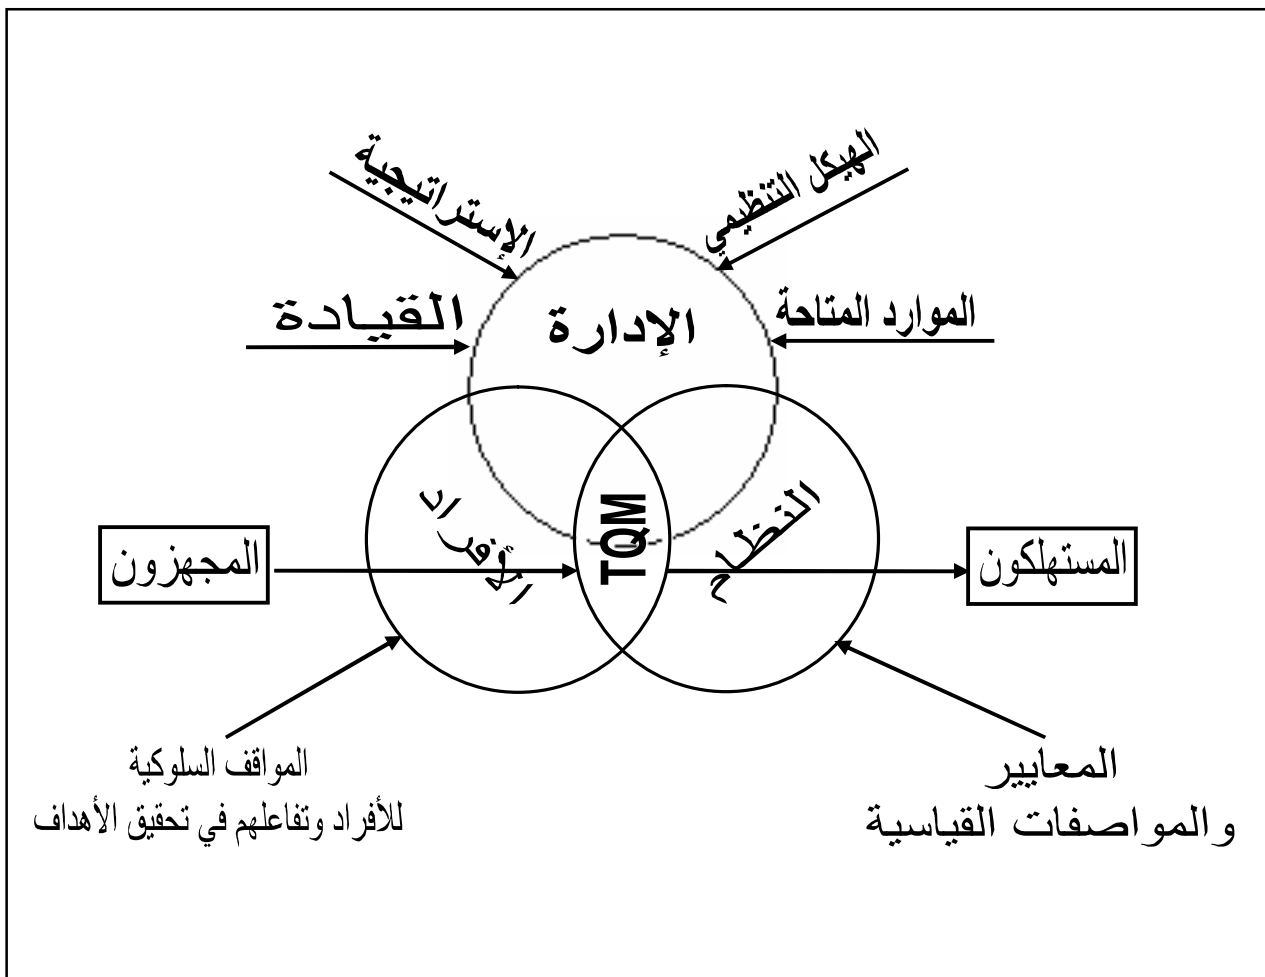 الهيكل التنظيمي
الإستراتيجية
الموارد المتاحة
الإدارة
القيادة
النظام
TQM
الأفراد
المستهلكون
المجهزون
المعايير
والمواصفات القياسية
المواقف السلوكية
للأفراد وتفاعلهم في تحقيق الأهداف